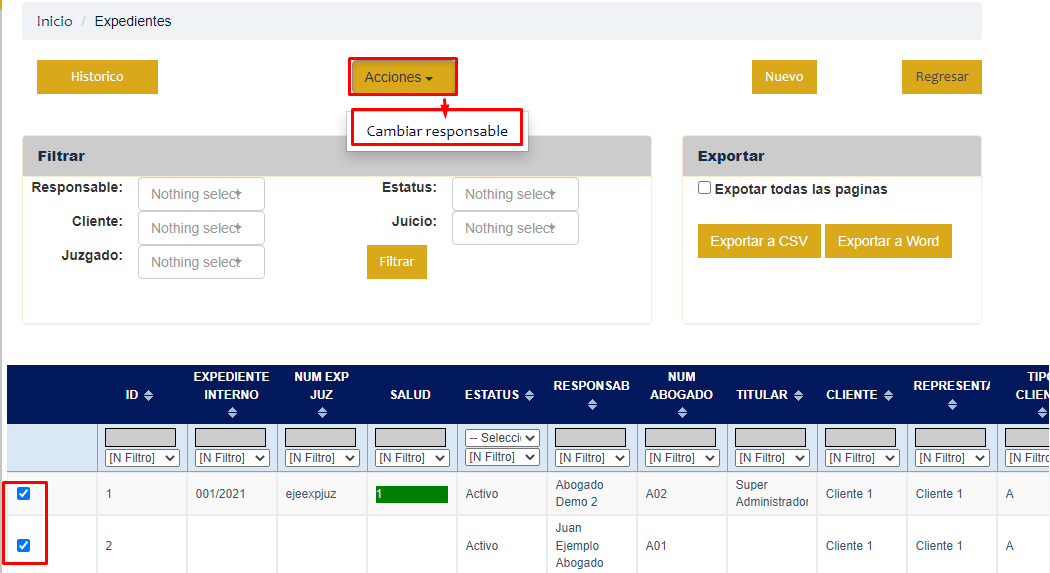 Inicio / Expedientes
Historico
Acciones
Nuevo
Regresar
Cambiar responsable
Filtrar
Responsable:
Nothing select
Estatus:
Nothing select
Cliente:
Nothing select
Juicio:
Nothing select
Juzgado:
Nothing select
Filtrar
Exportar
Expotar todas las paginas
Exportar a CSV
Exportar a Word
ID
EXPEDIENTE
INTERNO
NUM EXP
JUZ
SALUD
ESTATUS
RESPONSAB
NUM
ABOGADO
TITULAR
CLIENTE
REPRESENTA
TIPO
CLIEN
-- Selecci
[N Filtro] [N Filtro] [N Filtro] [N Filtro] [N Filtro] [N Filtro] [N Filtro] [N Filtro] [N Filtro] [N Filtro] [N Filtro
1
001/2021
ejeexpjuz
1
Activo
Abogado
Demo 2
A02
Super
Administrador
Cliente 1
Cliente 1
A
2
Activo
Juan
Ejemplo
Abogado
A01
Cliente 1
Cliente 1
A